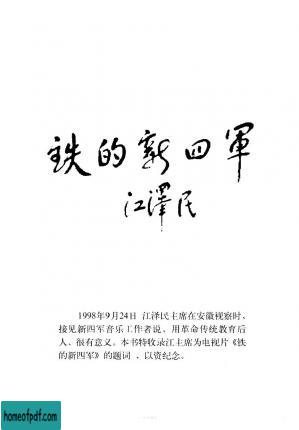 铁的新四軍
江澤民
1998年9月24日 江泽民主席在安徽视察时,
接见新四军音乐工作者说、用革命传统教育后
人、很有意义。本书特收录江主席为电视片《铁
的新四军》的题词 、以资纪念。
homeofpdf.com
homeofpdf.com